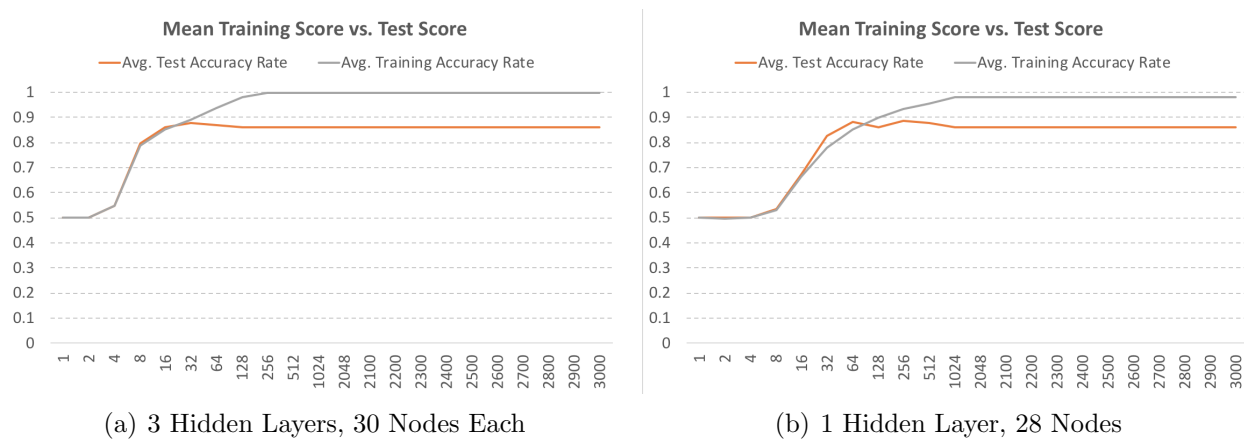 Mean Training Score vs. Test Score
Avg. Test Accuracy Rate Avg. Training Accuracy Rate
1
0.9
0.8
0.7
0.6
0.5
0.4
0.3
0.2
0.1
0
1 2 4 8 16 32 64 128 256 512 1024 2048 2100 2200 2300 2400 2500 2600 2700 2800 2900 3000
(a) 3 Hidden Layers, 30 Nodes Each
Mean Training Score vs. Test Score
Avg. Test Accuracy Rate Avg. Training Accuracy Rate
1
0.9
0.8
0.7
0.6
0.5
0.4
0.3
0.2
0.1
0
1 2 4 8 16 32 64 128 256 512 1024 2048 2100 2200 2300 2400 2500 2600 2700 2800 2900 3000
(b) 1 Hidden Layer, 28 Nodes